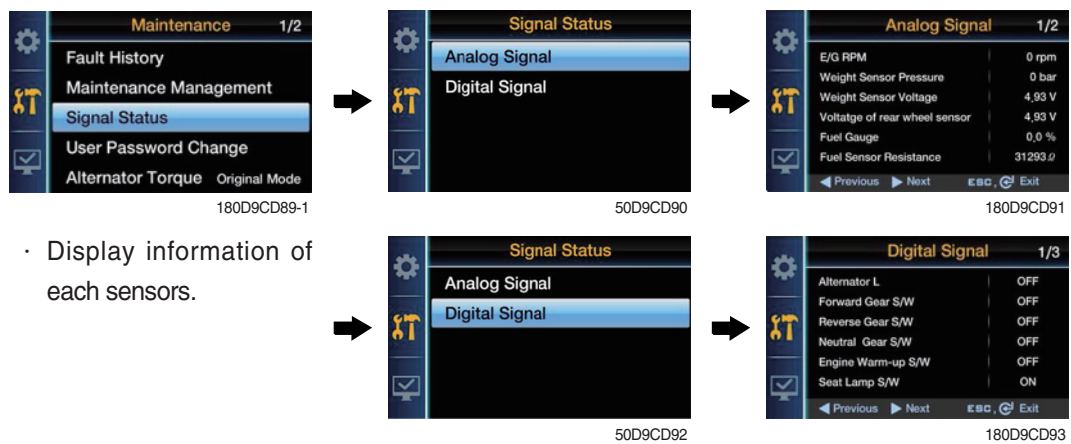 Maintenance 1/2
Fault History
Maintenance Management
Signal Status
User Password Change
Alternator Torque Original Mode
180D9CD89-1
Signal Status
Analog Signal
Digital Signal
50D9CD90
Analog Signal 1/2
E/G RPM 0 rpm
Weight Sensor Pressure 0 bar
Weight Sensor Voltage 4,93 V
Voltatge of rear wheel sensor 4,93 V
Fuel Gauge 0,0 %
Fuel Sensor Resistance 31293 Ω
Previous Next ESC, Exit
180D9CD91
· Display information of
each sensors.
Signal Status
Analog Signal
Digital Signal
50D9CD92
Digital Signal 1/3
Alternator L OFF
Forward Gear S/W OFF
Reverse Gear S/W OFF
Neutral Gear S/W OFF
Engine Warm-up S/W OFF
Seat Lamp S/W ON
Previous Next ESC, Exit
180D9CD93